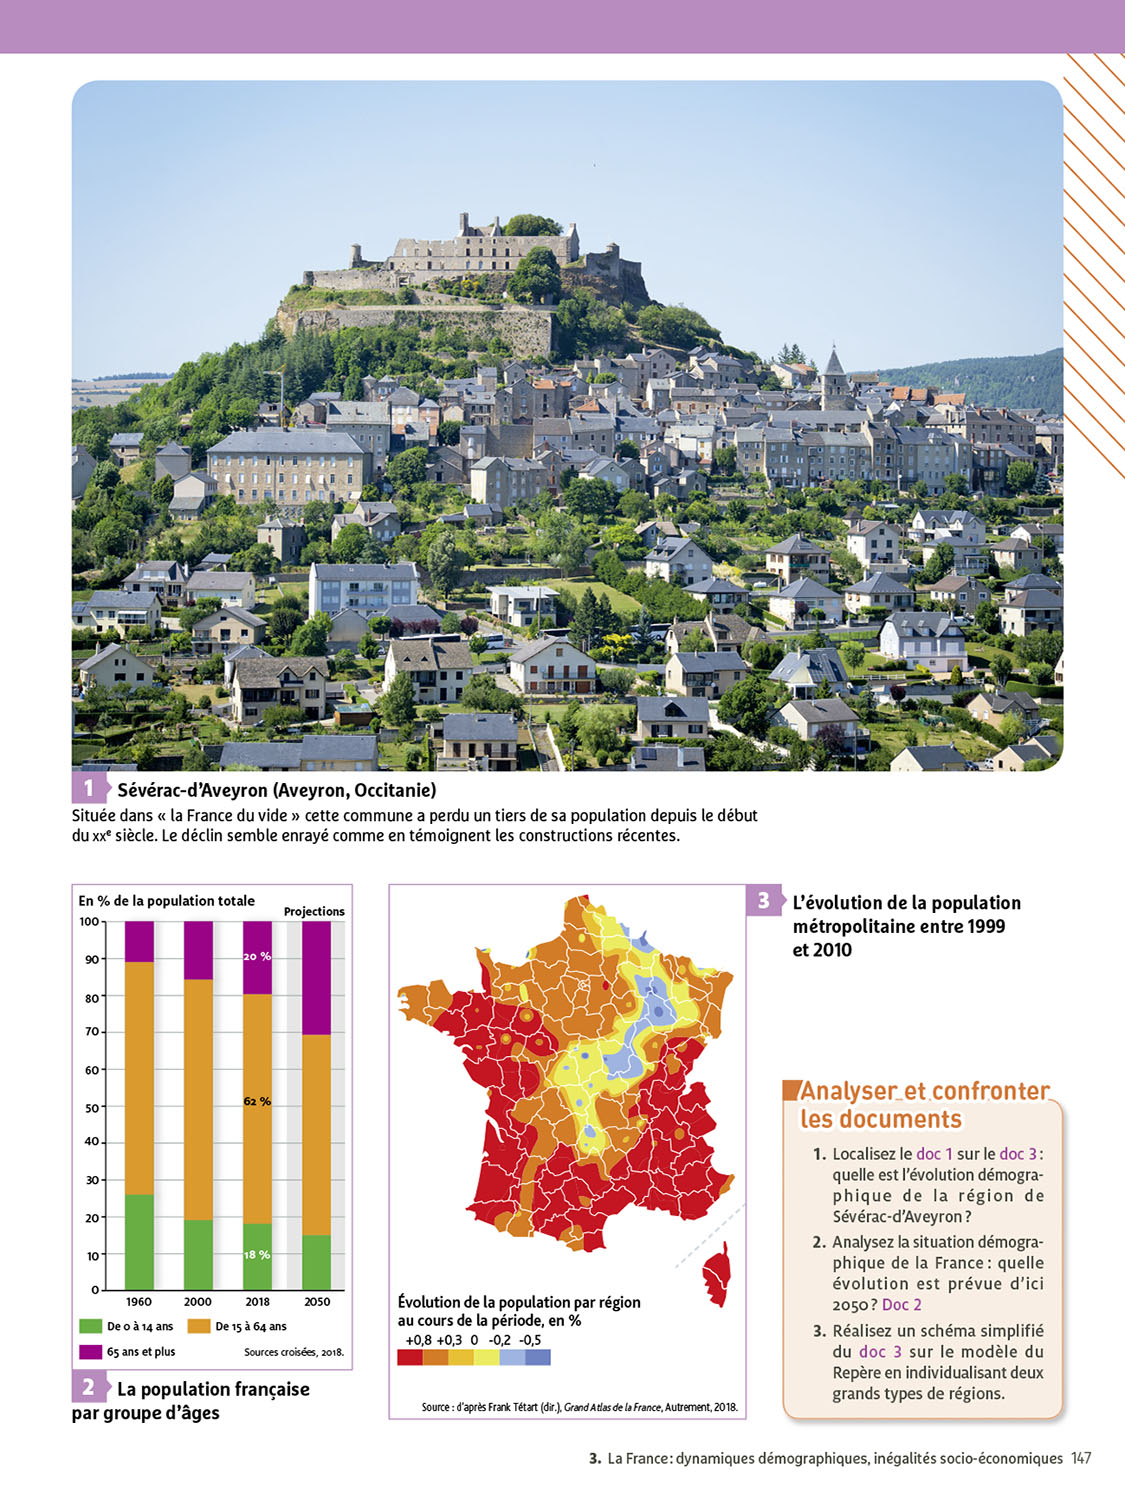 1 Sévérac-d'Aveyron (Aveyron, Occitanie)
Située dans « la France du vide » cette commune a perdu un tiers de sa population depuis le début
du XXe siècle. Le déclin semble enrayé comme en témoignent les constructions récentes.
En % de la population totale
Projections
100
90
80
70
60
50
40
30
20
10
0
20 %
62 %
18 %
1960 2000 2018 2050
De 0 à 14 ans De 15 à 64 ans
65 ans et plus Sources croisées, 2018.
2 La population française
par groupe d'âges
3 L'évolution de la population
métropolitaine entre 1999
et 2010
Évolution de la population par région
au cours de la période, en %
+0,8 +0,3 0 -0,2 -0,5
Source : d'après Frank Tétart (dir.), Grand Atlas de la France, Autrement, 2018.
Analyser et confronter
les documents
1. Localisez le doc 1 sur le doc 3 :
quelle est l'évolution démogra-
phique de la région de
Sévérac-d'Aveyron ?
2. Analysez la situation démogra-
phique de la France : quelle
évolution est prévue d'ici
2050 ? Doc 2
3. Réalisez un schéma simplifié
du doc 3 sur le modèle du
Repère en individualisant deux
grands types de régions.
3. La France : dynamiques démographiques, inégalités socio-économiques 147